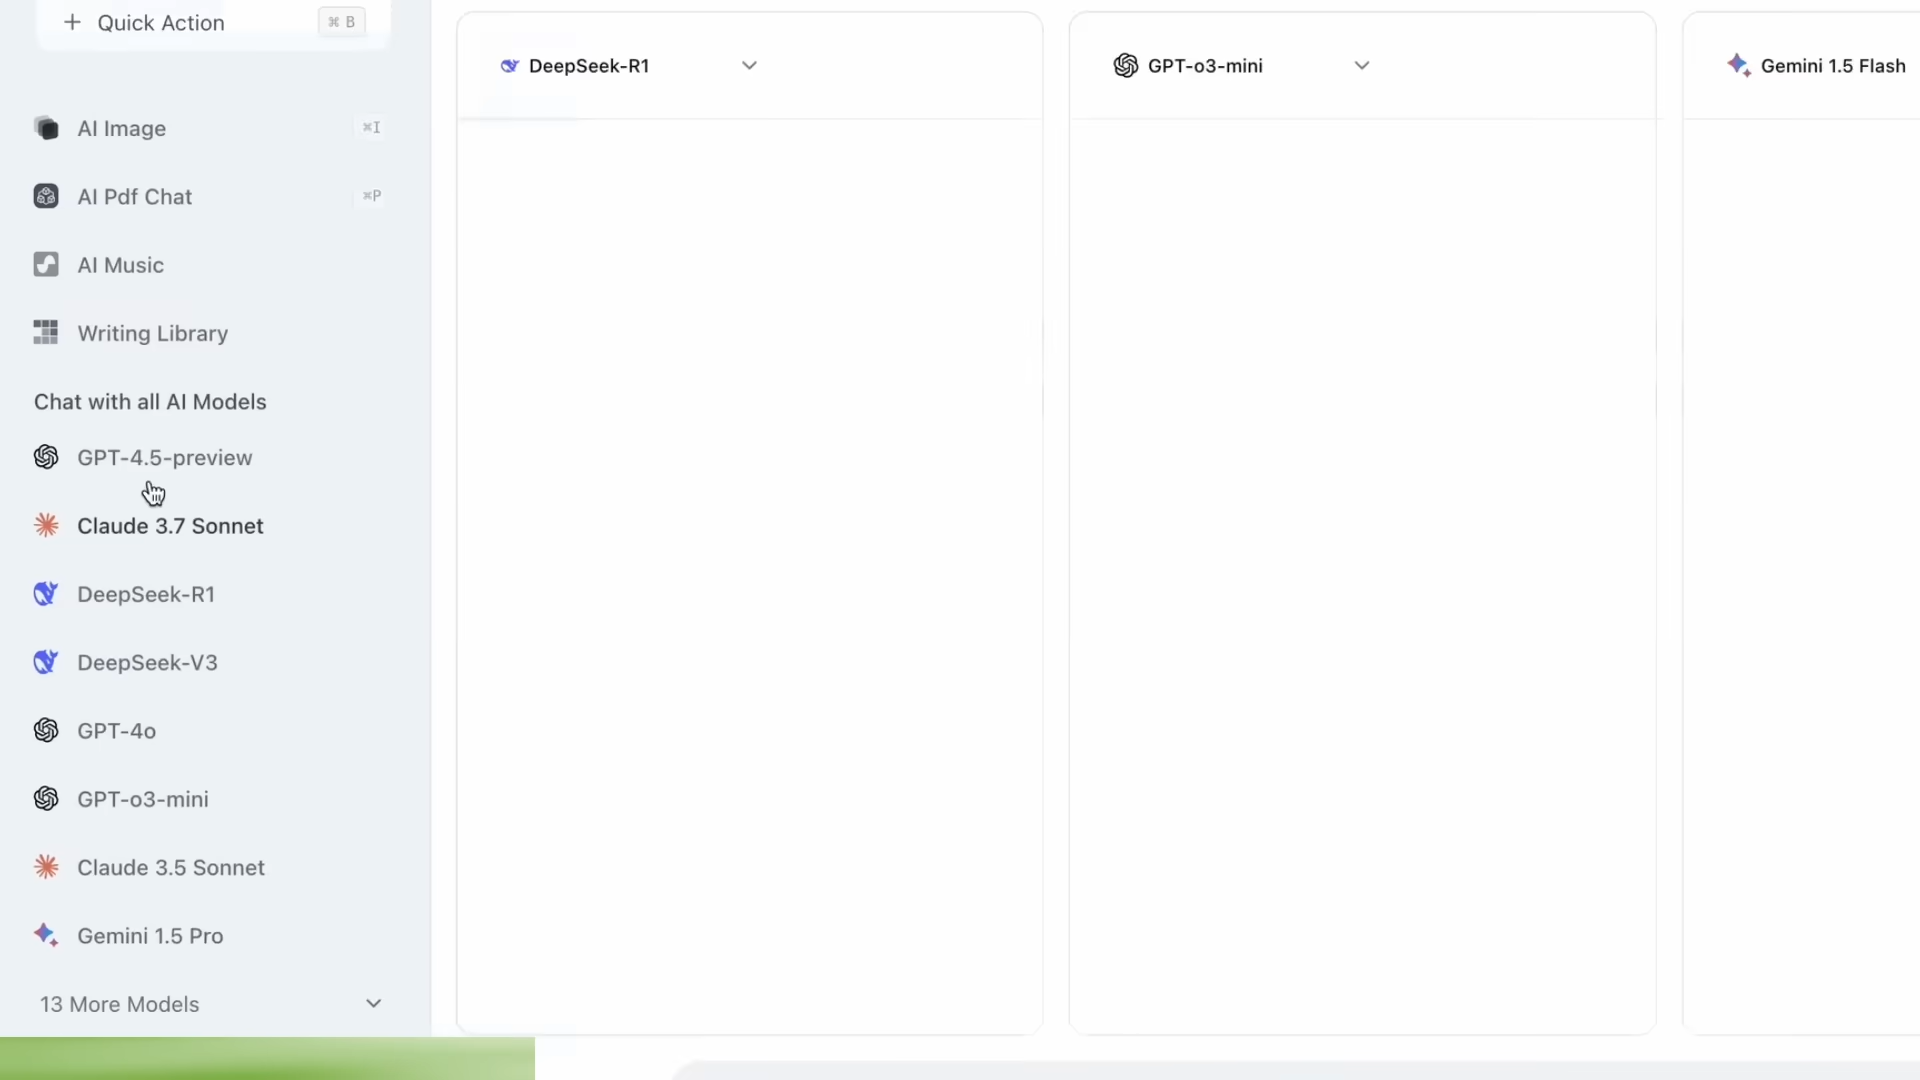 Quick Action
⌘ B
AI Image
⌘I
AI Pdf Chat
⌘P
AI Music
Writing Library
Chat with all AI Models
GPT-4.5-preview
Claude 3.7 Sonnet
DeepSeek-R1
DeepSeek-V3
GPT-4o
GPT-o3-mini
Claude 3.5 Sonnet
Gemini 1.5 Pro
13 More Models
DeepSeek-R1
GPT-o3-mini
Gemini 1.5 Flash